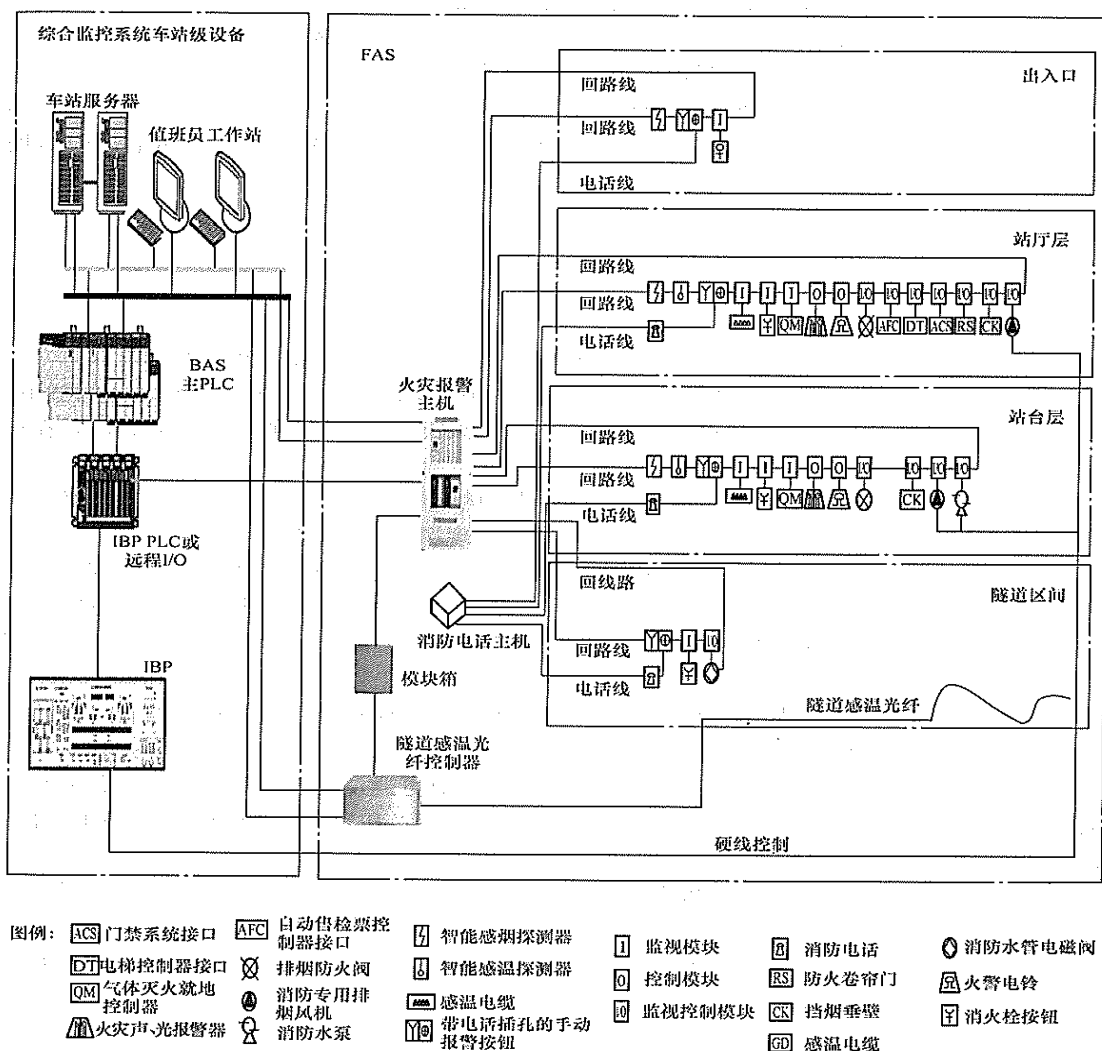 综合监控系统车站级设备
车站服务器
值班员工作站
BAS
主PLC
IBP PLC或
远程I/O
IBP
FAS
火灾报警
主机
消防电话主机
模块箱
隧道感温光
纤控制器
出入口
回路线
回路线
电话线
站厅层
回路线
回路线
电话线
I I I O O I/O I/O I/O I/O I/O I/O I/O
QM AFC DT ACS RS CK
站台层
回路线
回路线
电话线
I I I O O I/O I/O I/O I/O
QM CK
隧道区间
回线路
回路线
电话线
I I/O
隧道感温光纤
硬线控制
图例:
ACS 门禁系统接口
DT 电梯控制器接口
QM 气体灭火就地
控制器
火灾声、光报警器
AFC 自动售检票控
制器接口
排烟防火阀
消防专用排
烟风机
消防水泵
智能感烟探测器
智能感温探测器
感温电缆
带电话插孔的手动
报警按钮
I 监视模块
O 控制模块
I/O 监视控制模块
消防电话
RS 防火卷帘门
CK 挡烟垂壁
GD 感温电缆
消防水管电磁阀
火警电铃
消火栓按钮